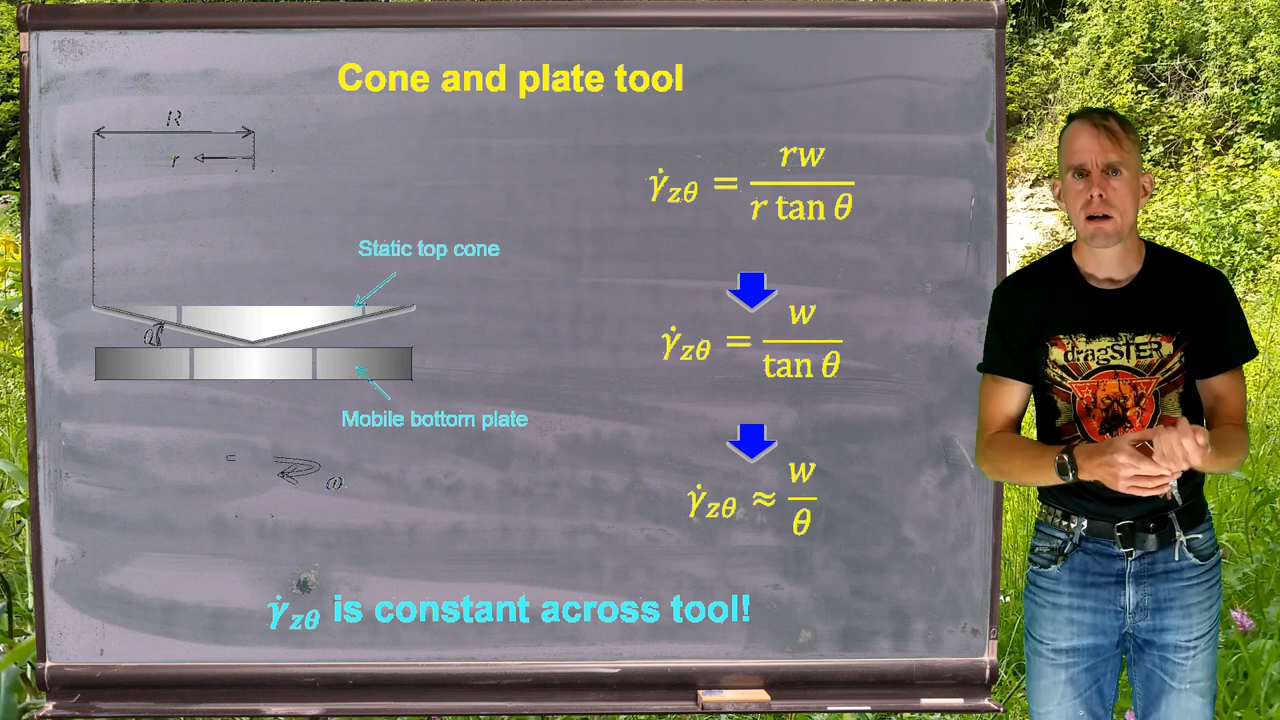 Cone and plate tool
R
r
Static top cone
α
Mobile bottom plate
ω
γ̇zθ = rw / r tan θ
γ̇zθ = w / tan θ
γ̇zθ ≈ w / θ
γ̇zθ is constant across tool!
dragSTER